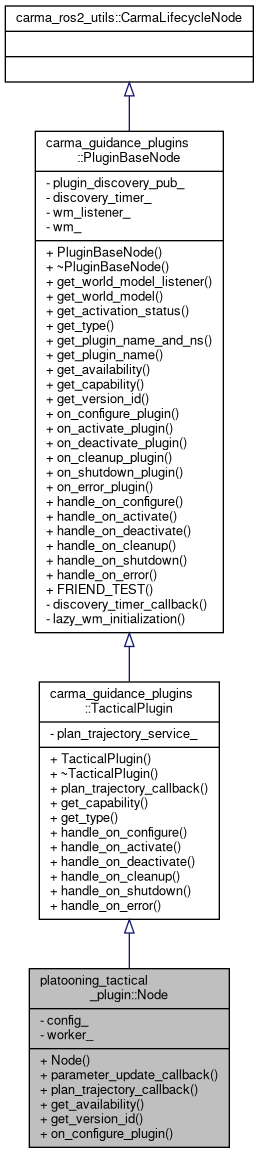 carma_ros2_utils::CarmaLifecycleNode
carma_guidance_plugins
::PluginBaseNode
- plugin_discovery_pub_
- discovery_timer_
- wm_listener_
- wm_
+ PluginBaseNode()
+ ~PluginBaseNode()
+ get_world_model_listener()
+ get_world_model()
+ get_activation_status()
+ get_type()
+ get_plugin_name_and_ns()
+ get_plugin_name()
+ get_availability()
+ get_capability()
+ get_version_id()
+ on_configure_plugin()
+ on_activate_plugin()
+ on_deactivate_plugin()
+ on_cleanup_plugin()
+ on_shutdown_plugin()
+ on_error_plugin()
+ handle_on_configure()
+ handle_on_activate()
+ handle_on_deactivate()
+ handle_on_cleanup()
+ handle_on_shutdown()
+ handle_on_error()
+ FRIEND_TEST()
- discovery_timer_callback()
- lazy_wm_initialization()
carma_guidance_plugins
::TacticalPlugin
- plan_trajectory_service_
+ TacticalPlugin()
+ ~TacticalPlugin()
+ plan_trajectory_callback()
+ get_capability()
+ get_type()
+ handle_on_configure()
+ handle_on_activate()
+ handle_on_deactivate()
+ handle_on_cleanup()
+ handle_on_shutdown()
+ handle_on_error()
platooning_tactical
_plugin::Node
- config_
- worker_
+ Node()
+ parameter_update_callback()
+ plan_trajectory_callback()
+ get_availability()
+ get_version_id()
+ on_configure_plugin()